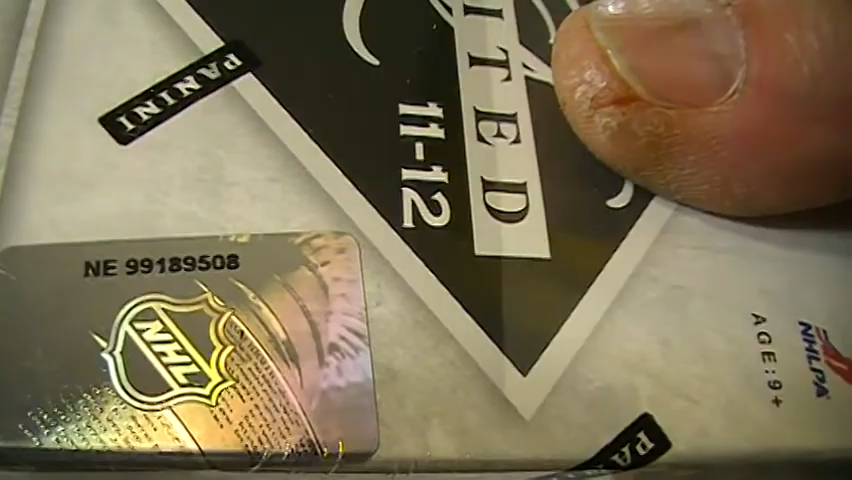 PANINI
ITED
11-12
NE 99189508
NHL
AGE: 9+
NHLPA
PA